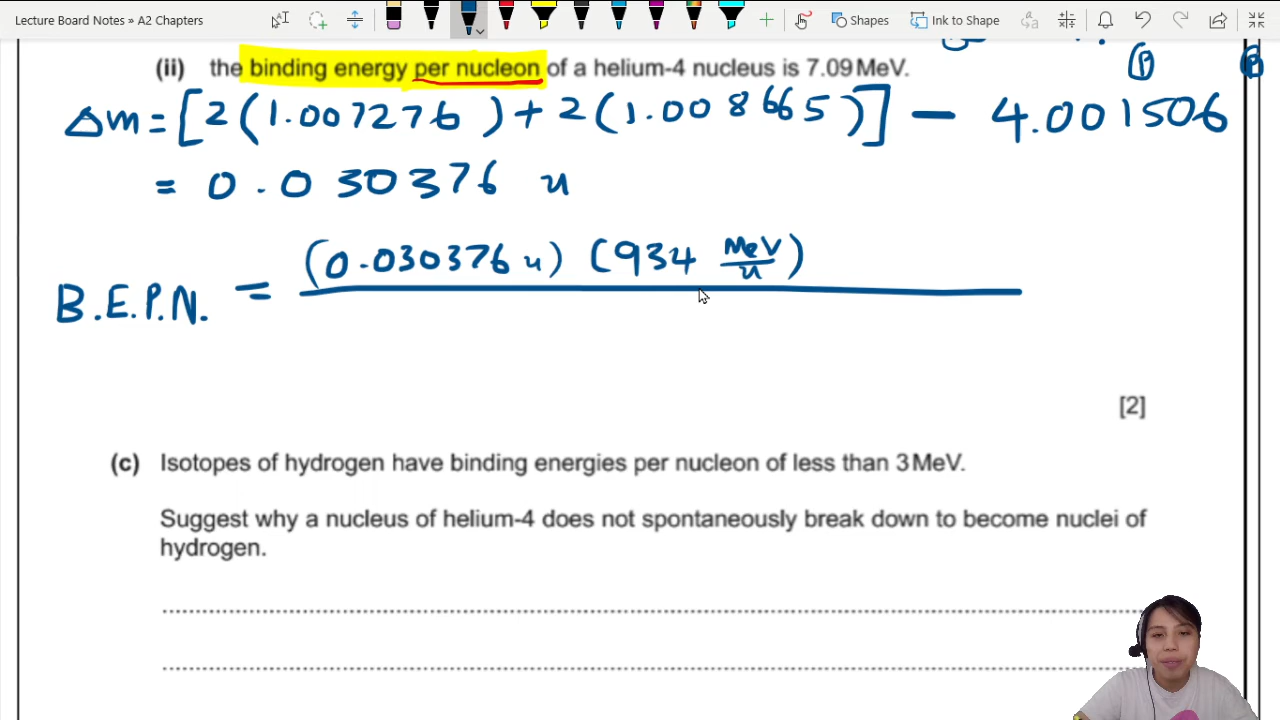 Lecture Board Notes » A2 Chapters
Shapes
Ink to Shape
(ii) the binding energy per nucleon of a helium-4 nucleus is 7.09 MeV.
Δm = [2(1.007276) + 2(1.008665)] - 4.001506
= 0.030376 u
B.E.P.N. = (0.030376 u) (934 MeV/u)
[2]
(c) Isotopes of hydrogen have binding energies per nucleon of less than 3 MeV.
Suggest why a nucleus of helium-4 does not spontaneously break down to become nuclei of
hydrogen.